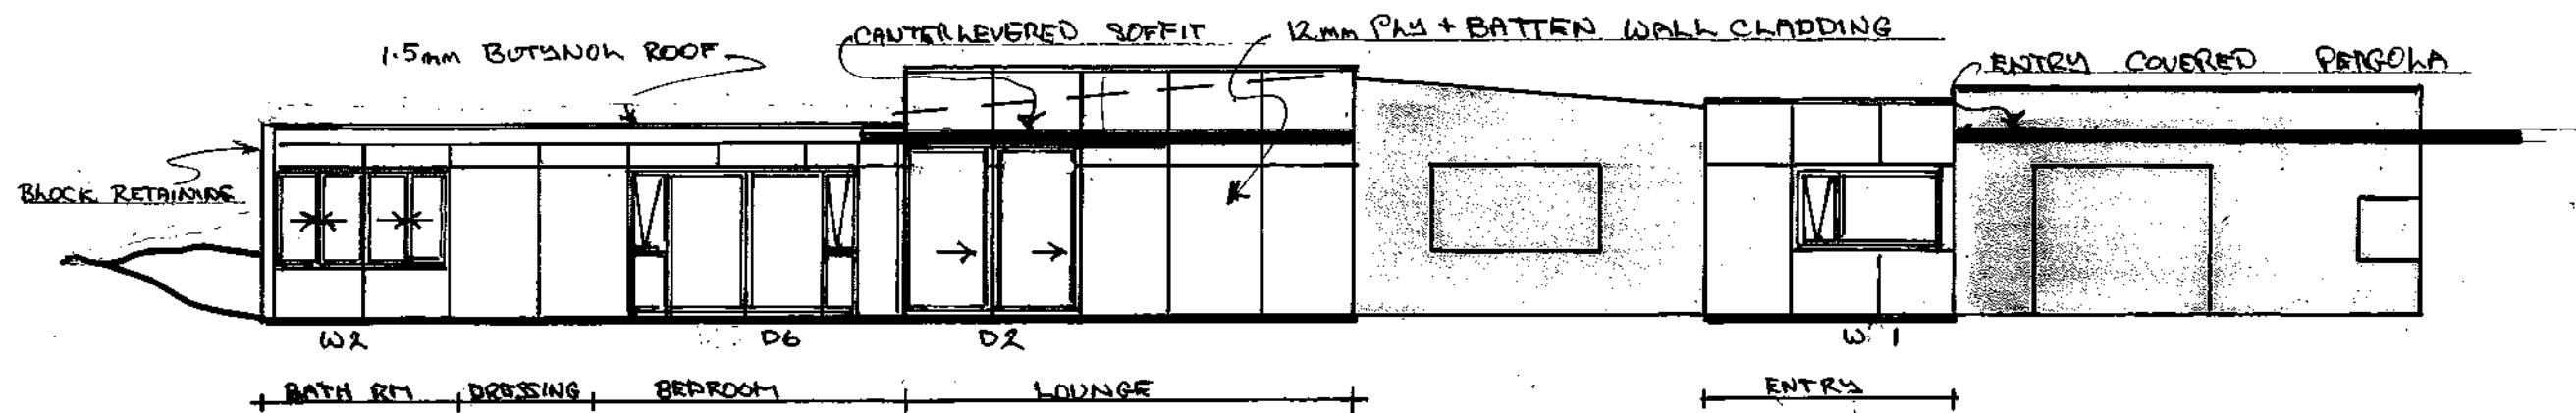 CANTERLEVERED SOFFIT
12mm PLY + BATTEN WALL CLADDING
1.5mm BUTYNOL ROOF
ENTRY COVERED PERGOLA
BLOCK RETAINING
W2
D6
D2
W 1
BATH RM
DRESSING
BEDROOM
LOUNGE
ENTRY